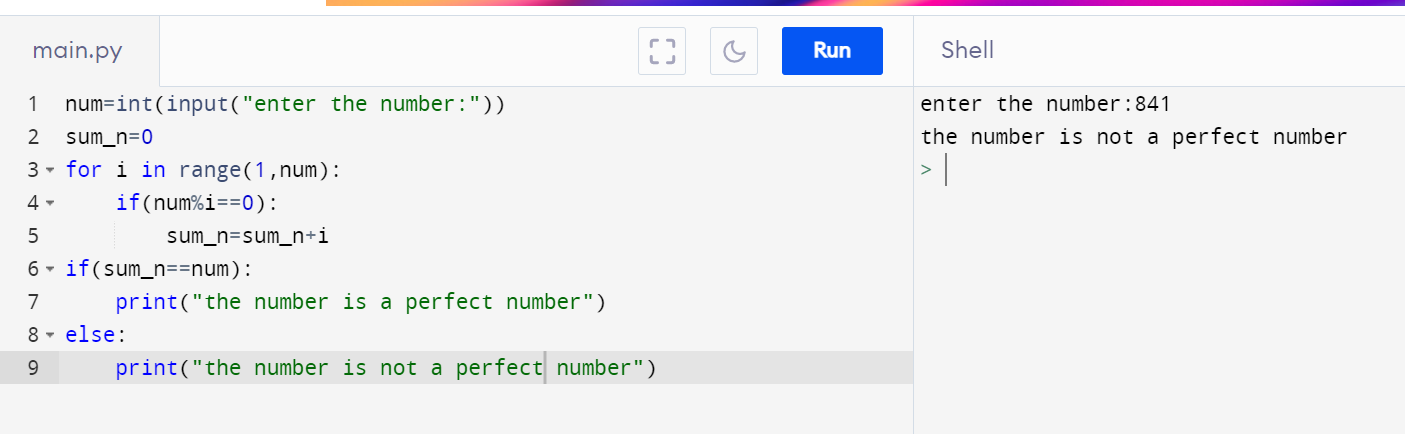 main.py
Run
1 num=int(input("enter the number:"))
2 sum_n=0
3 for i in range(1,num):
4     if(num%i==0):
5         sum_n=sum_n+i
6 if(sum_n==num):
7     print("the number is a perfect number")
8 else:
9     print("the number is not a perfect number")
Shell
enter the number:841
the number is not a perfect number
>